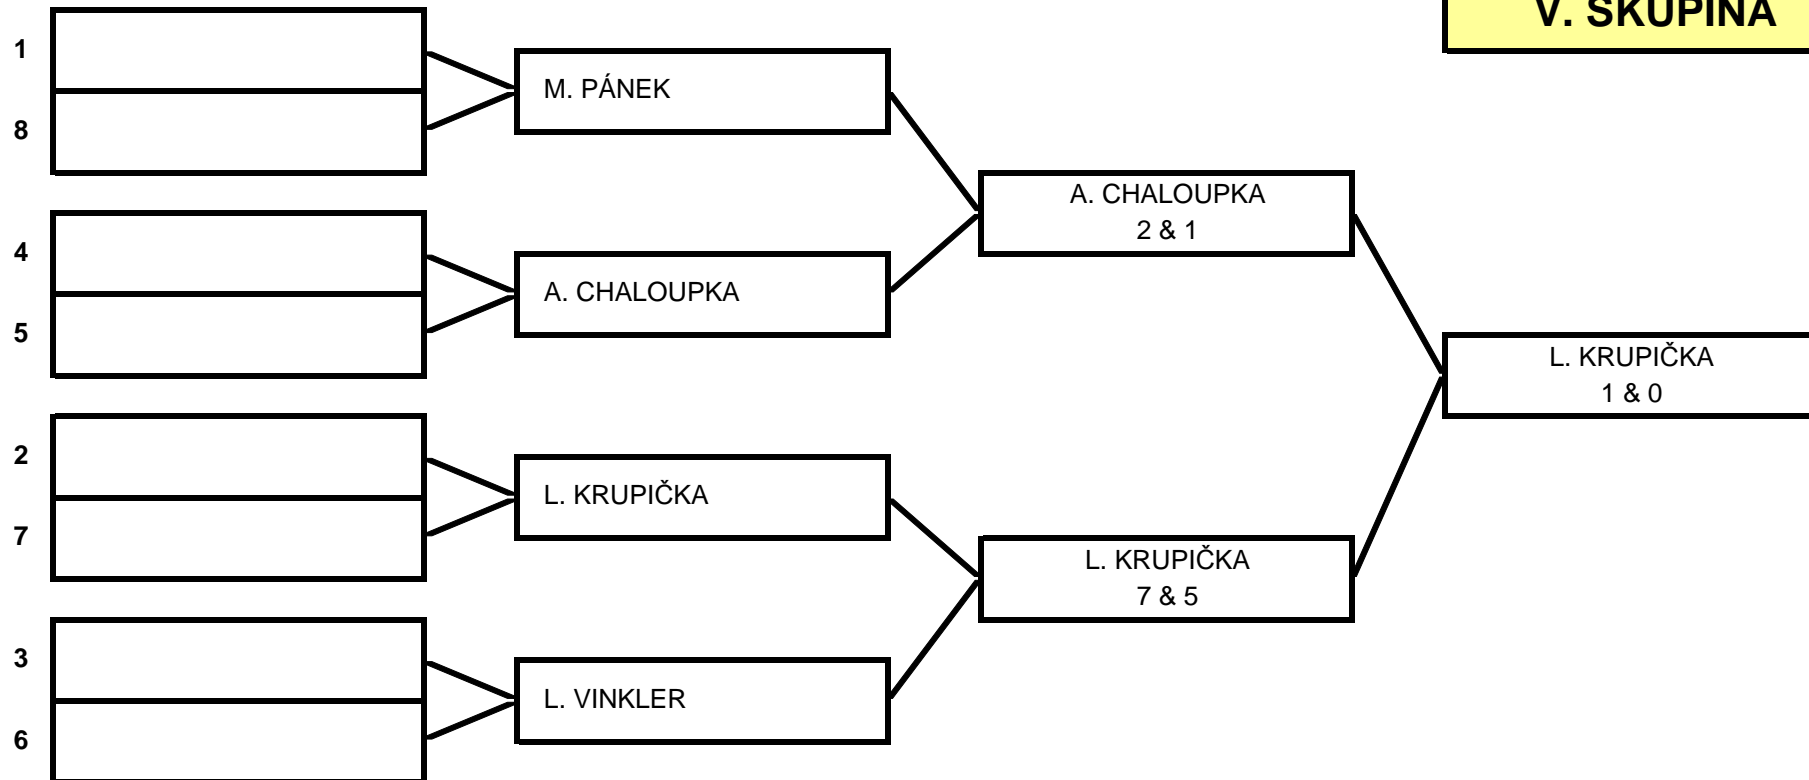 V. SKUPINA
1
8
M. PÁNEK
A. CHALOUPKA
2 & 1
4
5
A. CHALOUPKA
L. KRUPIČKA
1 & 0
2
7
L. KRUPIČKA
L. KRUPIČKA
7 & 5
3
6
L. VINKLER